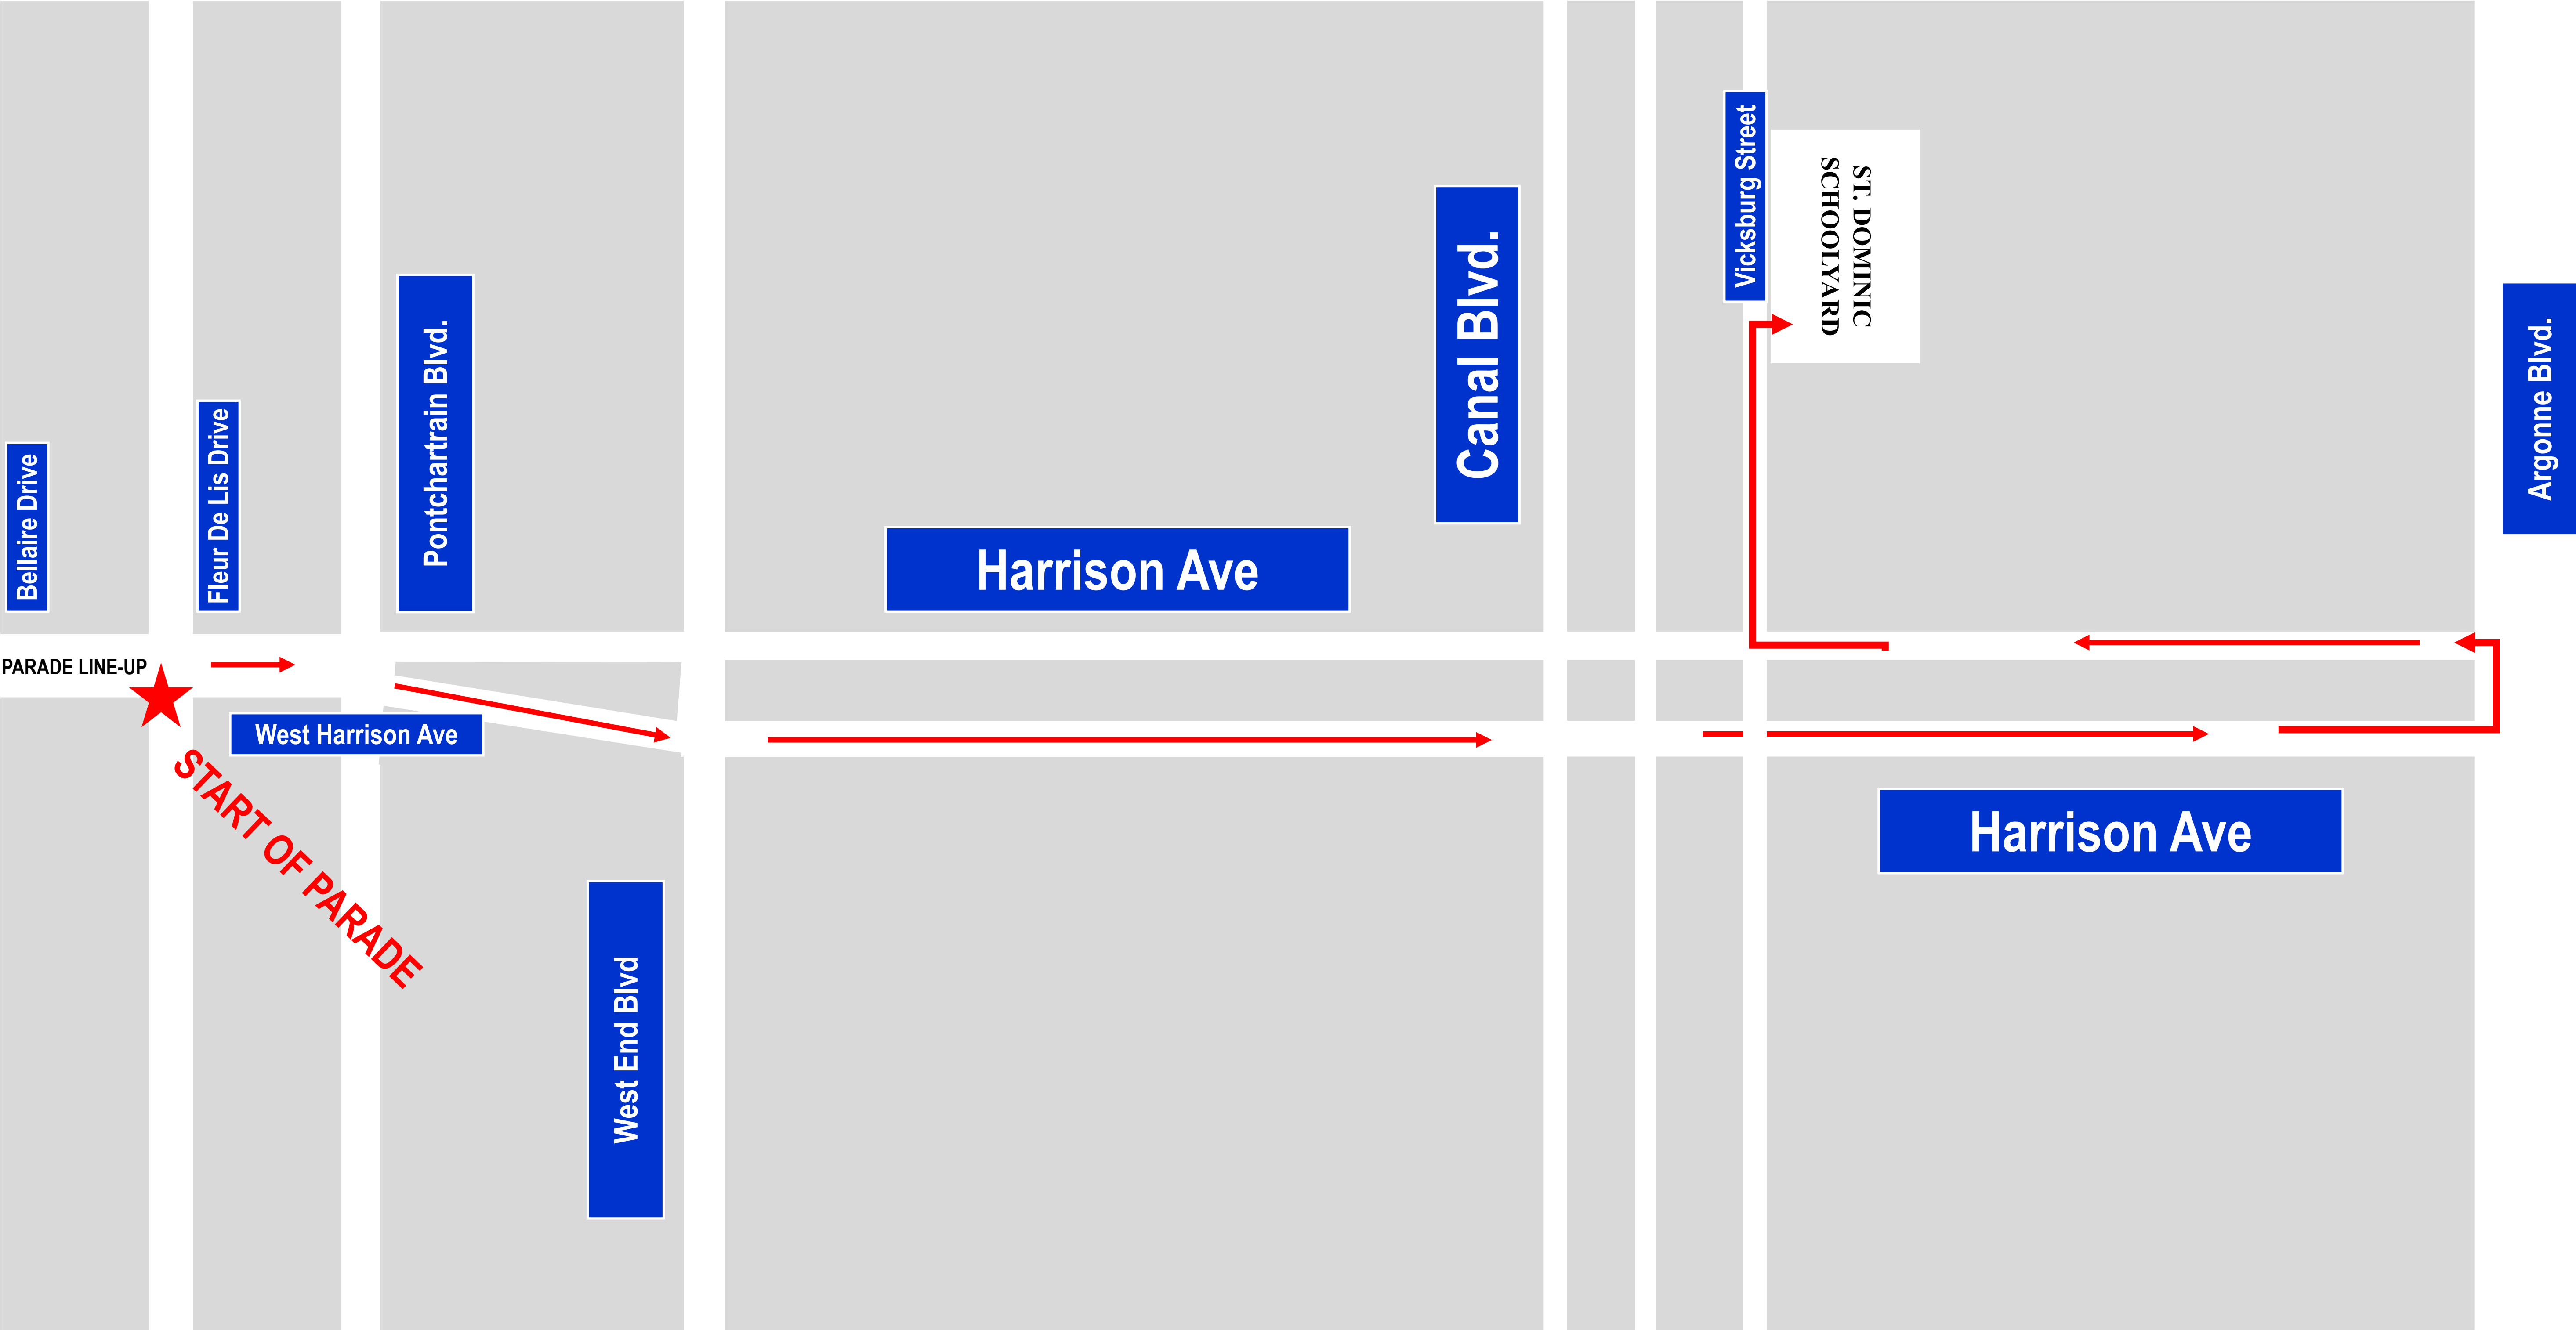 Bellaire Drive
Fleur De Lis Drive
Pontchartrain Blvd.
Harrison Ave
Canal Blvd.
Vicksburg Street
ST. DOMINIC
SCHOOLYARD
Argonne Blvd.
PARADE LINE-UP
West Harrison Ave
START OF PARADE
West End Blvd
Harrison Ave